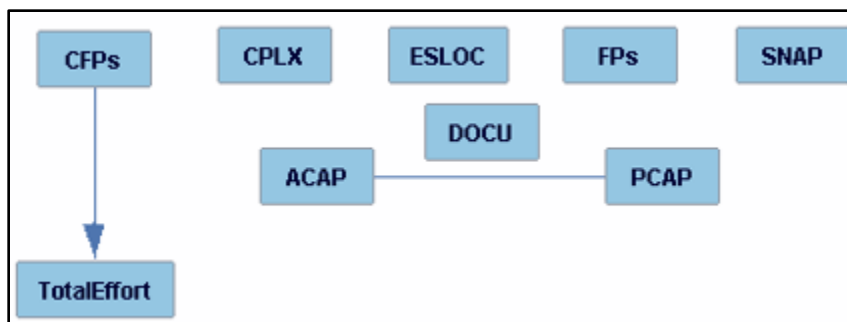 CFPs
CPLX
ESLOC
FPs
SNAP
DOCU
ACAP
PCAP
TotalEffort